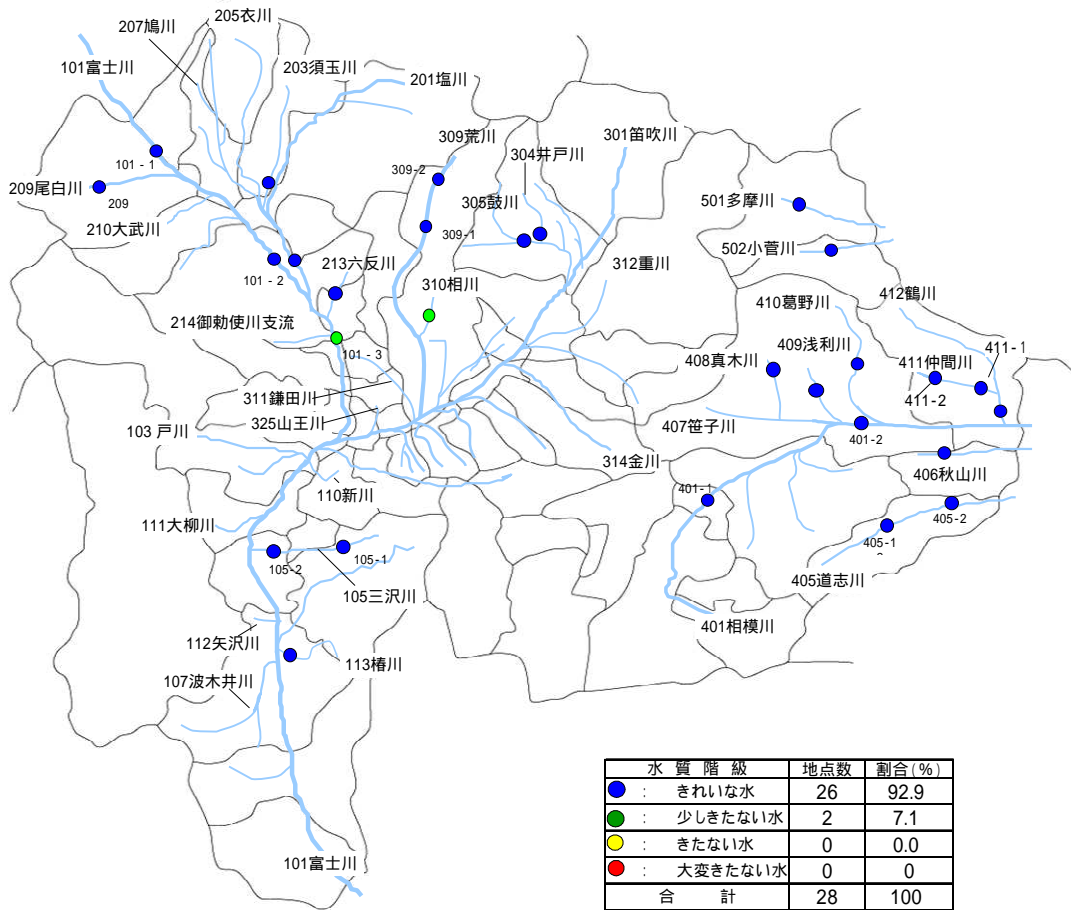 205衣川
207鳩川
101富士川
203須玉川
201塩川
309荒川
304井戸川
301笛吹川
309-2
101 - 1
305鼓川
209尾白川
209
501多摩川
210大武川
309-1
502小菅川
213六反川
312重川
101 - 2
310相川
412鶴川
410葛野川
214御勅使川支流
409浅利川
411-1
101 - 3
408真木川
411仲間川
411-2
311鎌田川
325山王川
407笹子川
103 戸川
401-2
314金川
406秋山川
401-1
110新川
111大柳川
405-2
405-1
105-2
105-1
405道志川
105三沢川
401相模川
112矢沢川
113椿川
107波木井川
101富士川
水 質 階 級 地点数 割合(%)
: きれいな水 26 92.9
: 少しきたない水 2 7.1
: きたない水 0 0.0
: 大変きたない水 0 0
合 計 28 100